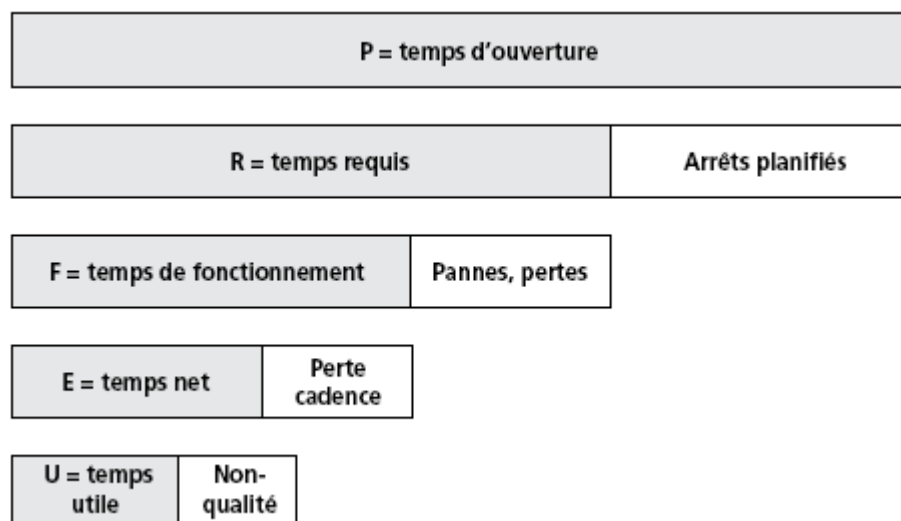 P = temps d'ouverture
R = temps requis
Arrêts planifiés
F = temps de fonctionnement
Pannes, pertes
E = temps net
Perte
cadence
U = temps
utile
Non-
qualité